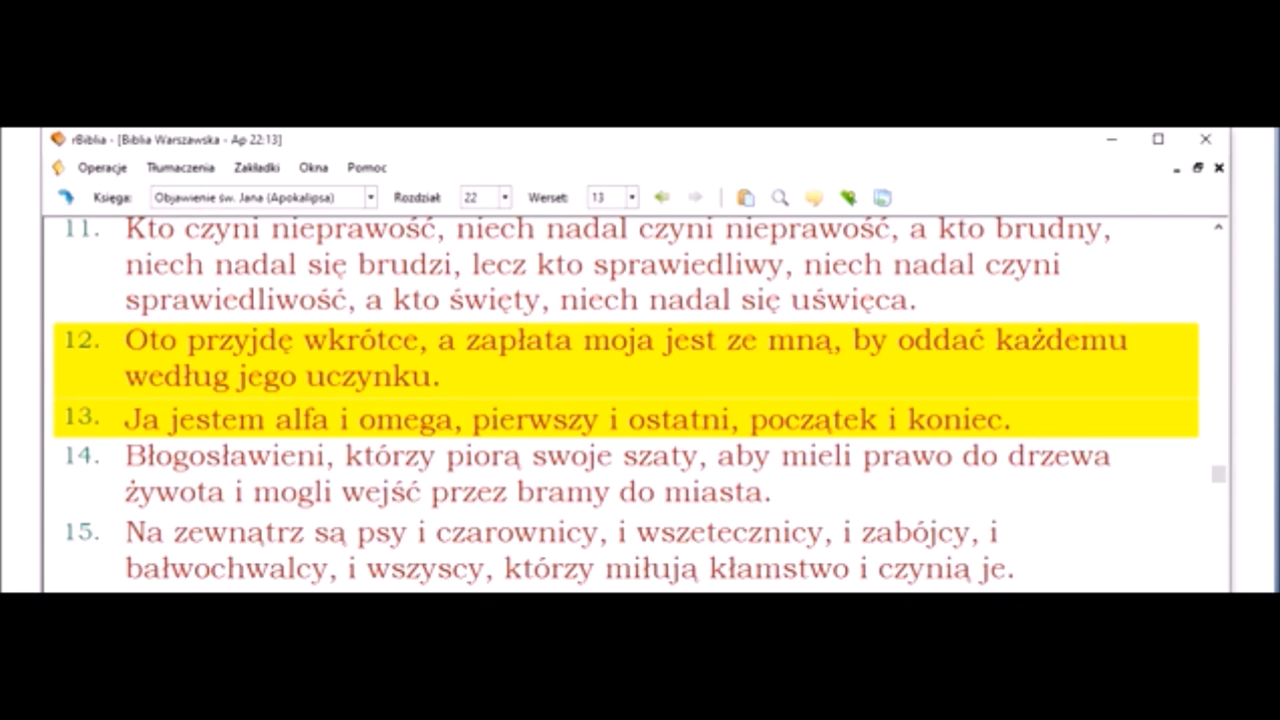 rBiblia - [Biblia Warszawska - Ap 22:13]
Operacje Tłumaczenia Zakładki Okna Pomoc
Księga: Objawienie św. Jana (Apokalipsa) Rozdział 22 Werset: 13
11. Kto czyni nieprawość, niech nadal czyni nieprawość, a kto brudny,
niech nadal się brudzi, lecz kto sprawiedliwy, niech nadal czyni
sprawiedliwość, a kto święty, niech nadal się uświęca.
12. Oto przyjdę wkrótce, a zapłata moja jest ze mną, by oddać każdemu
według jego uczynku.
13. Ja jestem alfa i omega, pierwszy i ostatni, początek i koniec.
14. Błogosławieni, którzy piorą swoje szaty, aby mieli prawo do drzewa
żywota i mogli wejść przez bramy do miasta.
15. Na zewnątrz są psy i czarownicy, i wszetecznicy, i zabójcy, i
bałwochwalcy, i wszyscy, którzy miłują kłamstwo i czynią je.